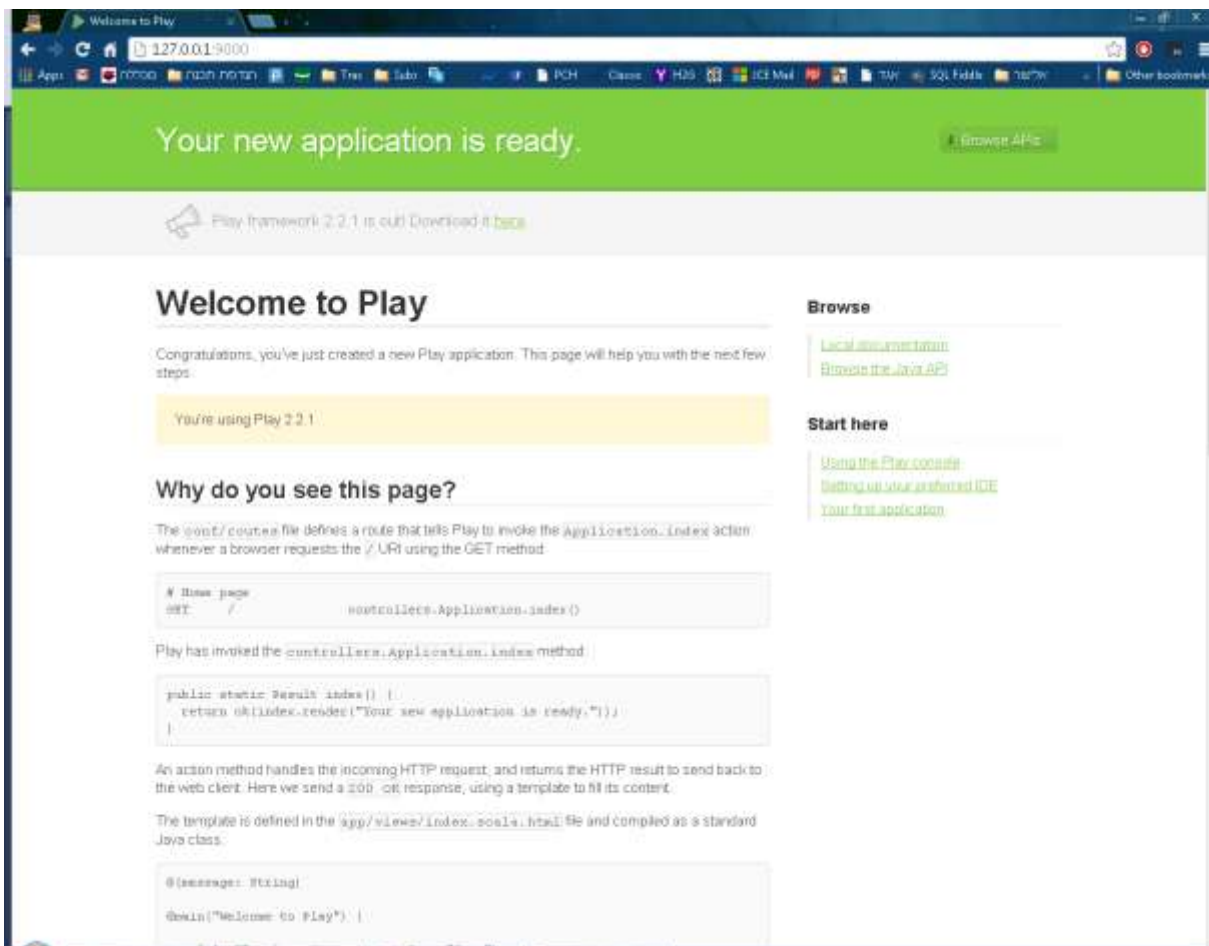 Welcome to Play
127.0.0.1:9000
Apps
Tree
PCH
Classic
H2G
ICE Mail
SQL Fiddle
Other bookmarks
Your new application is ready.
Browse APIs
Play framework 2.2.1 is out! Download it here
Welcome to Play
Congratulations, you've just created a new Play application. This page will help you with the next few
steps.
You're using Play 2.2.1
Why do you see this page?
The conf/routes file defines a route that tells Play to invoke the Application.index action
whenever a browser requests the / URI using the GET method:
# Home page
GET / controllers.Application.index()
Play has invoked the controllers.Application.index method:
public static Result index() {
return ok(index.render("Your new application is ready."));
}
An action method handles the incoming HTTP request, and returns the HTTP result to send back to
the web client. Here we send a 200 OK response, using a template to fill its content.
The template is defined in the app/views/index.scala.html file and compiled as a standard
Java class.
@(message: String)
@main("Welcome to Play") {
Browse
Local documentation
Browse the Java API
Start here
Using the Play console
Setting up your preferred IDE
Your first application